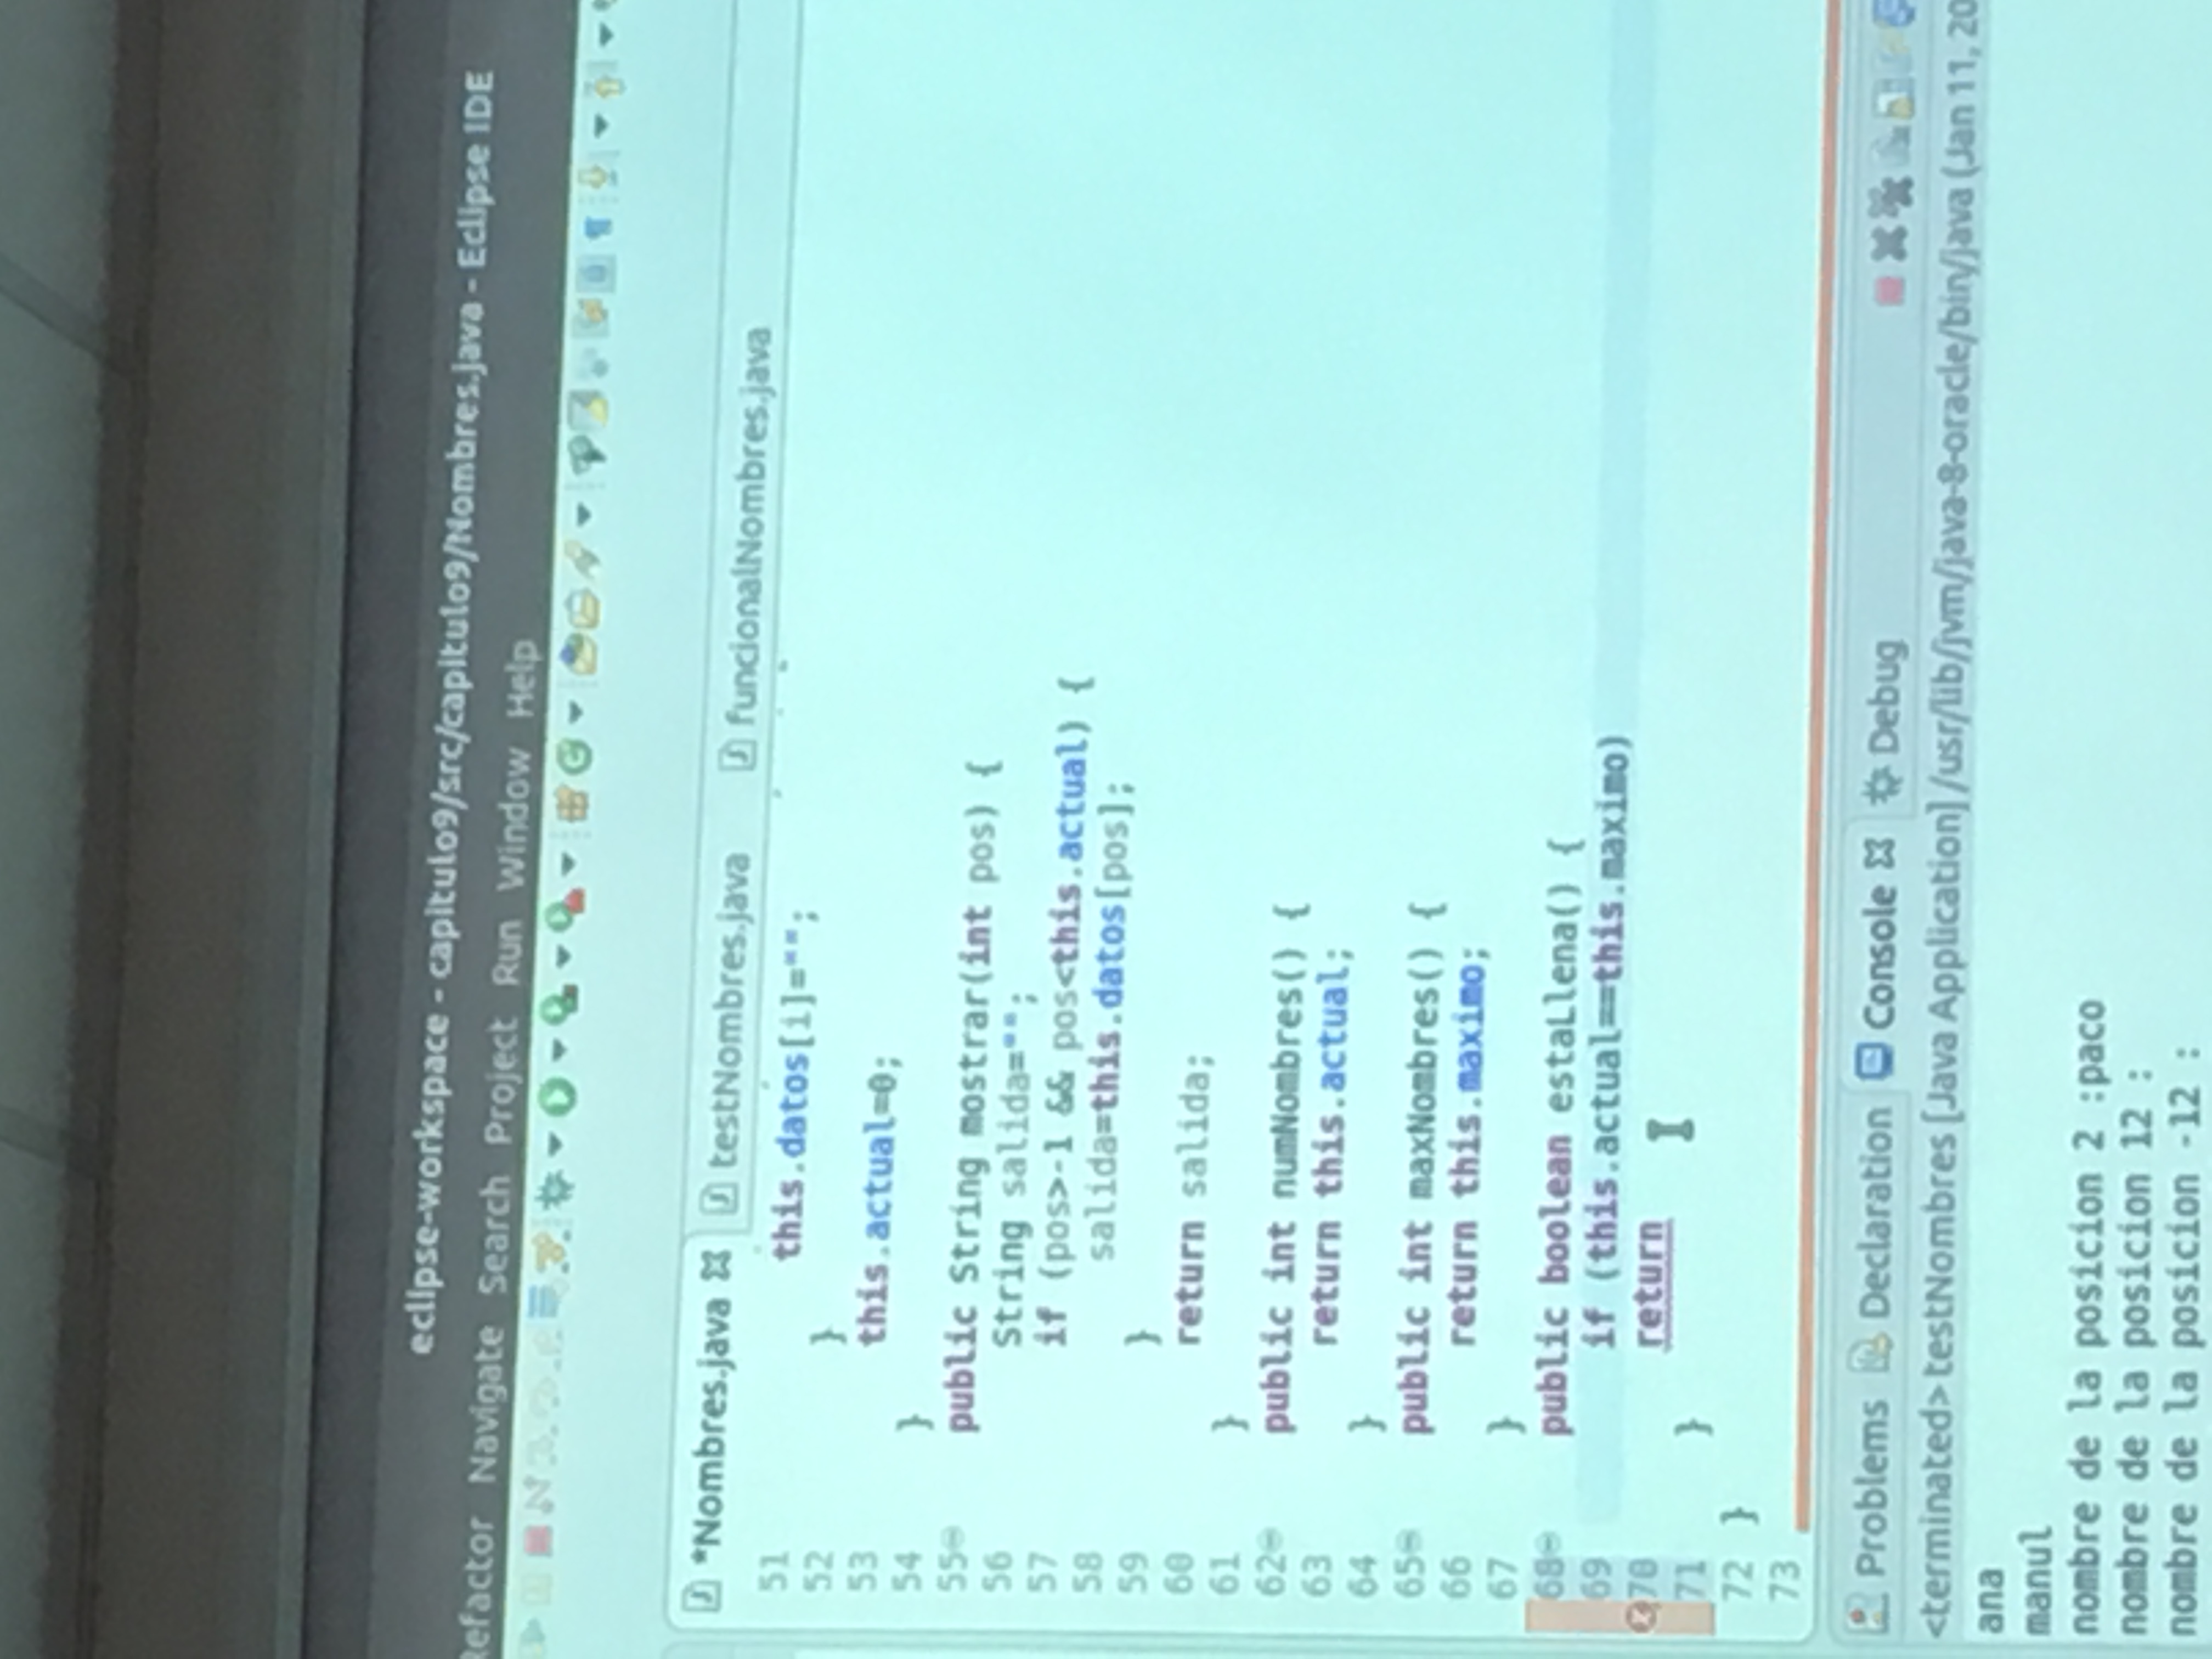 eclipse-workspace - capitulo9/src/capitulo9/Nombres.java - Eclipse IDE
Refactor Navigate Search Project Run Window Help
*Nombres.java testNombres.java funcionalNombres.java
51 this.datos[i]="";
52 }
53 this.actual=0;
54 }
55 public String mostrar(int pos) {
56 String salida="";
57 if (pos>-1 && pos<this.actual) {
58 salida=this.datos[pos];
59 }
60 return salida;
61 }
62 public int numNombres() {
63 return this.actual;
64 }
65 public int maxNombres() {
66 return this.maximo;
67 }
68 public boolean estaLlena() {
69 if (this.actual==this.maximo)
70 return
71 }
72 }
73
Problems Declaration Console Debug
<terminated> testNombres [Java Application] /usr/lib/jvm/java-8-oracle/bin/java (Jan 11, 20
ana
manul
nombre de la posicion 2 :paco
nombre de la posicion 12 :
nombre de la posicion -12 :